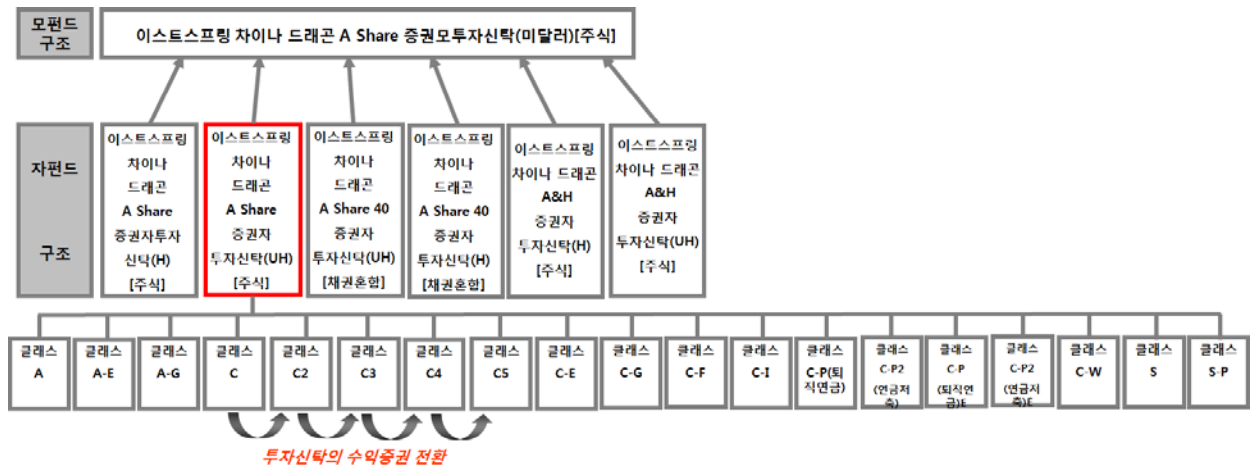 모펀드
구조
이스트스프링 차이나 드래곤 A Share 증권모투자신탁(미달러)[주식]
자펀드
구조
이스트스프링
차이나
드래곤
A Share
증권자투자
신탁(H)
[주식]
이스트스프링
차이나
드래곤
A Share
증권자
투자신탁(UH)
[주식]
이스트스프링
차이나
드래곤
A Share 40
증권자
투자신탁(UH)
[채권혼합]
이스트스프링
차이나
드래곤
A Share 40
증권자
투자신탁(H)
[채권혼합]
이스트스프링
차이나 드래곤
A&H
증권자
투자신탁(H)
[주식]
이스트스프링
차이나 드래곤
A&H
증권자
투자신탁(UH)
[주식]
클래스
A
클래스
A-E
클래스
A-G
클래스
C
클래스
C2
클래스
C3
클래스
C4
클래스
C5
클래스
C-E
클래스
C-G
클래스
C-F
클래스
C-I
클래스
C-P(퇴
직연금)
클래스
C-P2
(연금저
축)
클래스
C-P
(퇴직연
금)E
클래스
C-P2
(연금저
축)E
클래스
C-W
클래스
S
클래스
S-P
투자신탁의 수익증권 전환